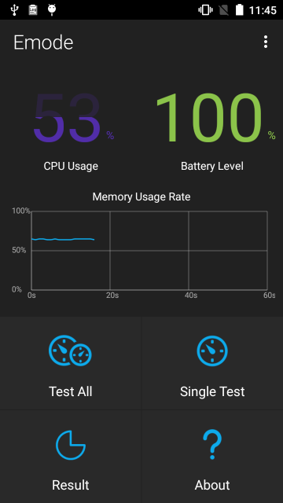 11:45
Emode
53%
100%
CPU Usage
Battery Level
Memory Usage Rate
100%
50%
0%
0s
20s
40s
60s
Test All
Single Test
Result
About